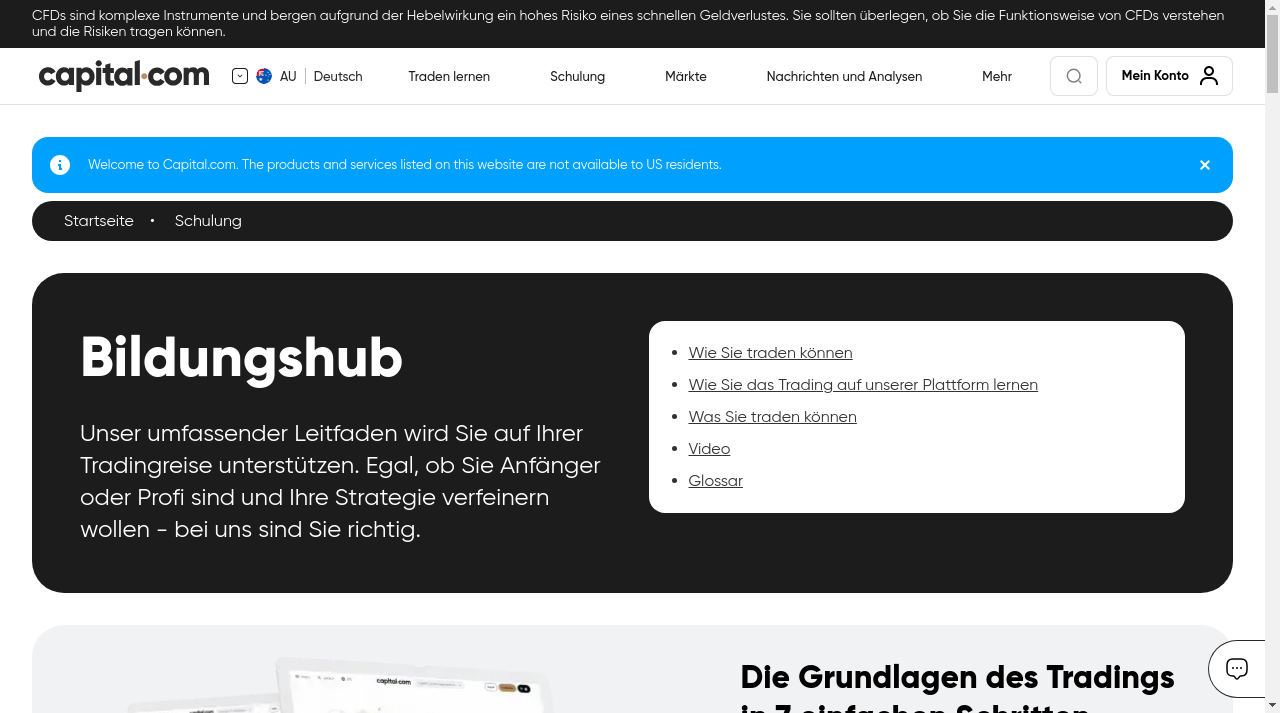 CFDs sind komplexe Instrumente und bergen aufgrund der Hebelwirkung ein hohes Risiko eines schnellen Geldverlustes. Sie sollten überlegen, ob Sie die Funktionsweise von CFDs verstehen
und die Risiken tragen können.
capital.com
AU Deutsch Traden lernen Schulung Märkte Nachrichten und Analysen Mehr Mein Konto
Welcome to Capital.com. The products and services listed on this website are not available to US residents.
Startseite • Schulung
Bildungshub
Unser umfassender Leitfaden wird Sie auf Ihrer
Tradingreise unterstützen. Egal, ob Sie Anfänger
oder Profi sind und Ihre Strategie verfeinern
wollen - bei uns sind Sie richtig.
• Wie Sie traden können
• Wie Sie das Trading auf unserer Plattform lernen
• Was Sie traden können
• Video
• Glossar
capital.com
Die Grundlagen des Tradings
in 7 einfachen Schritten